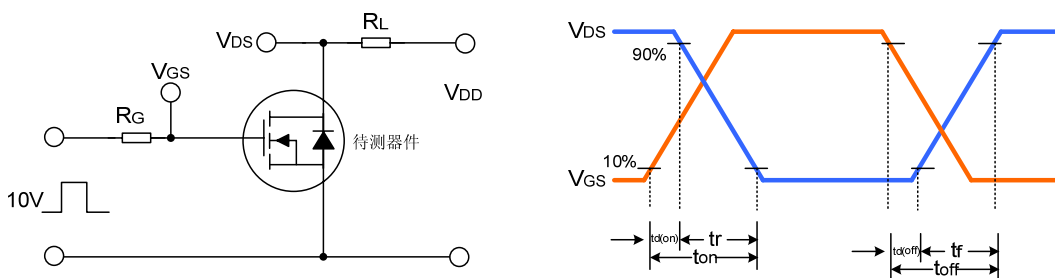 VDS
RL
VGS
RG
VDD
待测器件
10V
VDS
90%
10%
VGS
td(on)
tr
ton
td(off)
tf
toff